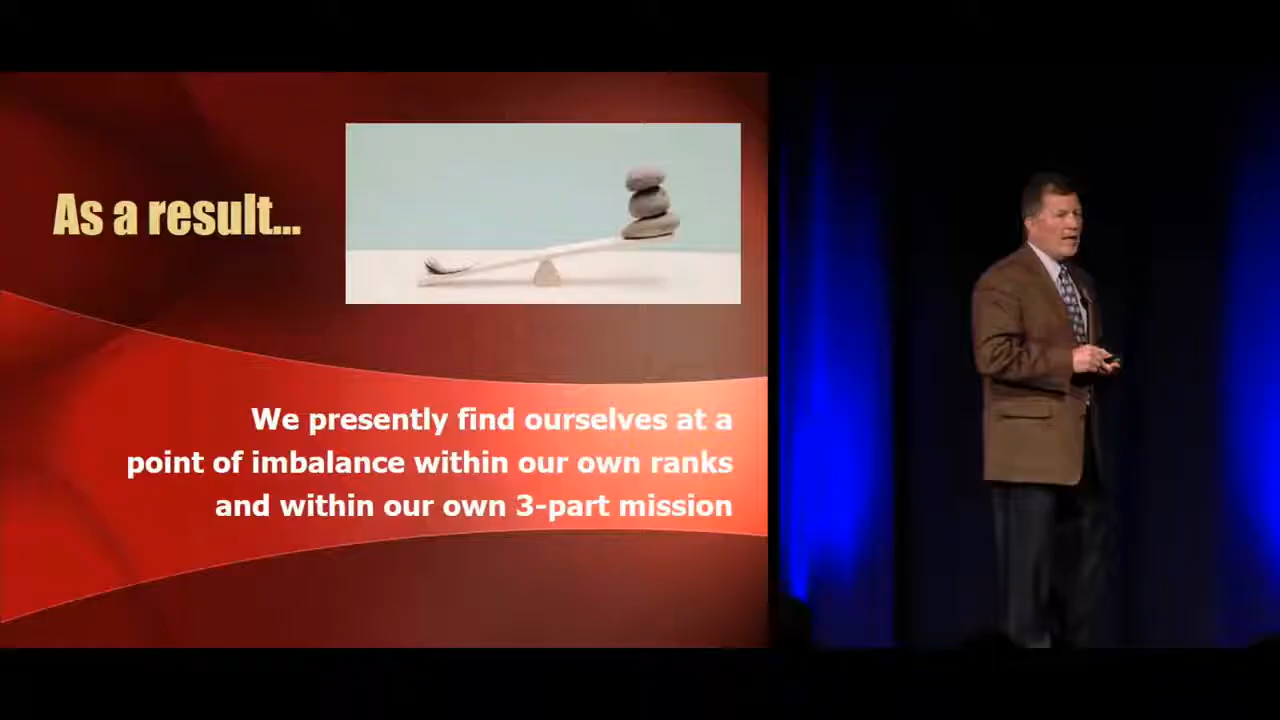 As a result...
We presently find ourselves at a
point of imbalance within our own ranks
and within our own 3-part mission